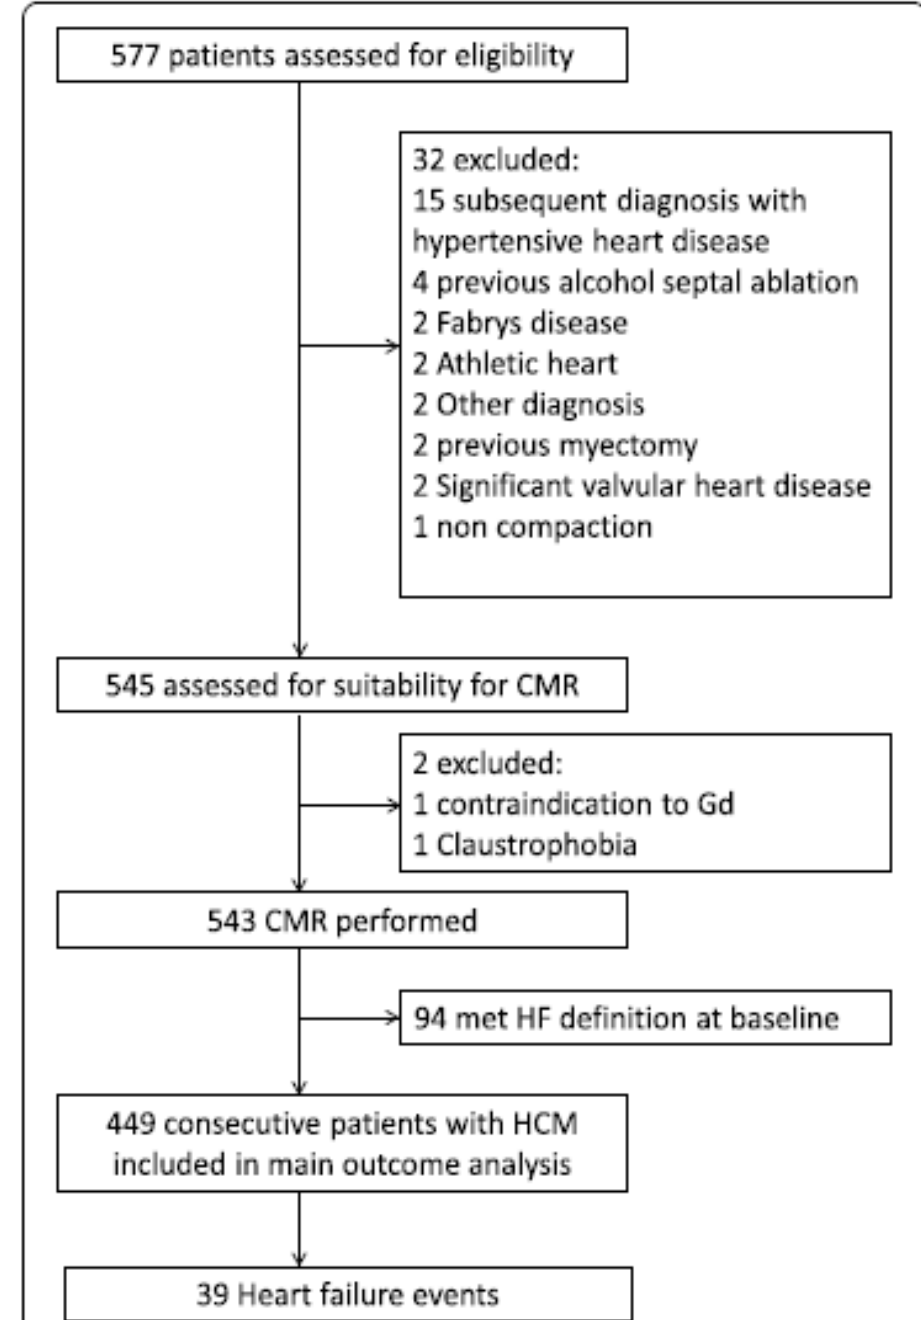 577 patients assessed for eligibility
32 excluded:
15 subsequent diagnosis with
hypertensive heart disease
4 previous alcohol septal ablation
2 Fabrys disease
2 Athletic heart
2 Other diagnosis
2 previous myectomy
2 Significant valvular heart disease
1 non compaction
545 assessed for suitability for CMR
2 excluded:
1 contraindication to Gd
1 Claustrophobia
543 CMR performed
94 met HF definition at baseline
449 consecutive patients with HCM
included in main outcome analysis
39 Heart failure events